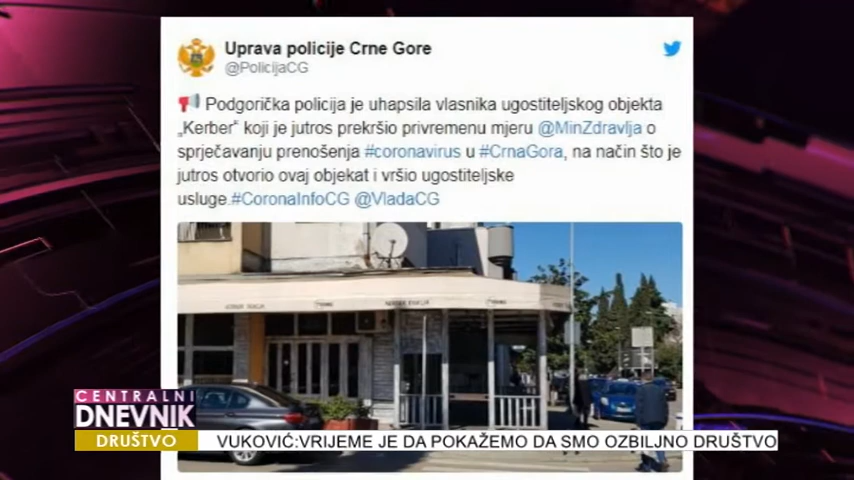 Uprava policije Crne Gore
@PolicijaCG
Podgorička policija je uhapsila vlasnika ugostiteljskog objekta
„Kerber“ koji je jutros prekršio privremenu mjeru @MinZdravlja o
sprječavanju prenošenja #coronavirus u #CrnaGora, na način što je
jutros otvorio ovaj objekat i vršio ugostiteljske
usluge.#CoronaInfoCG @VladaCG
CENTRALNI
DNEVNIK
DRUŠTVO
VUKOVIĆ:VRIJEME JE DA POKAŽEMO DA SMO OZBILJNO DRUŠTVO